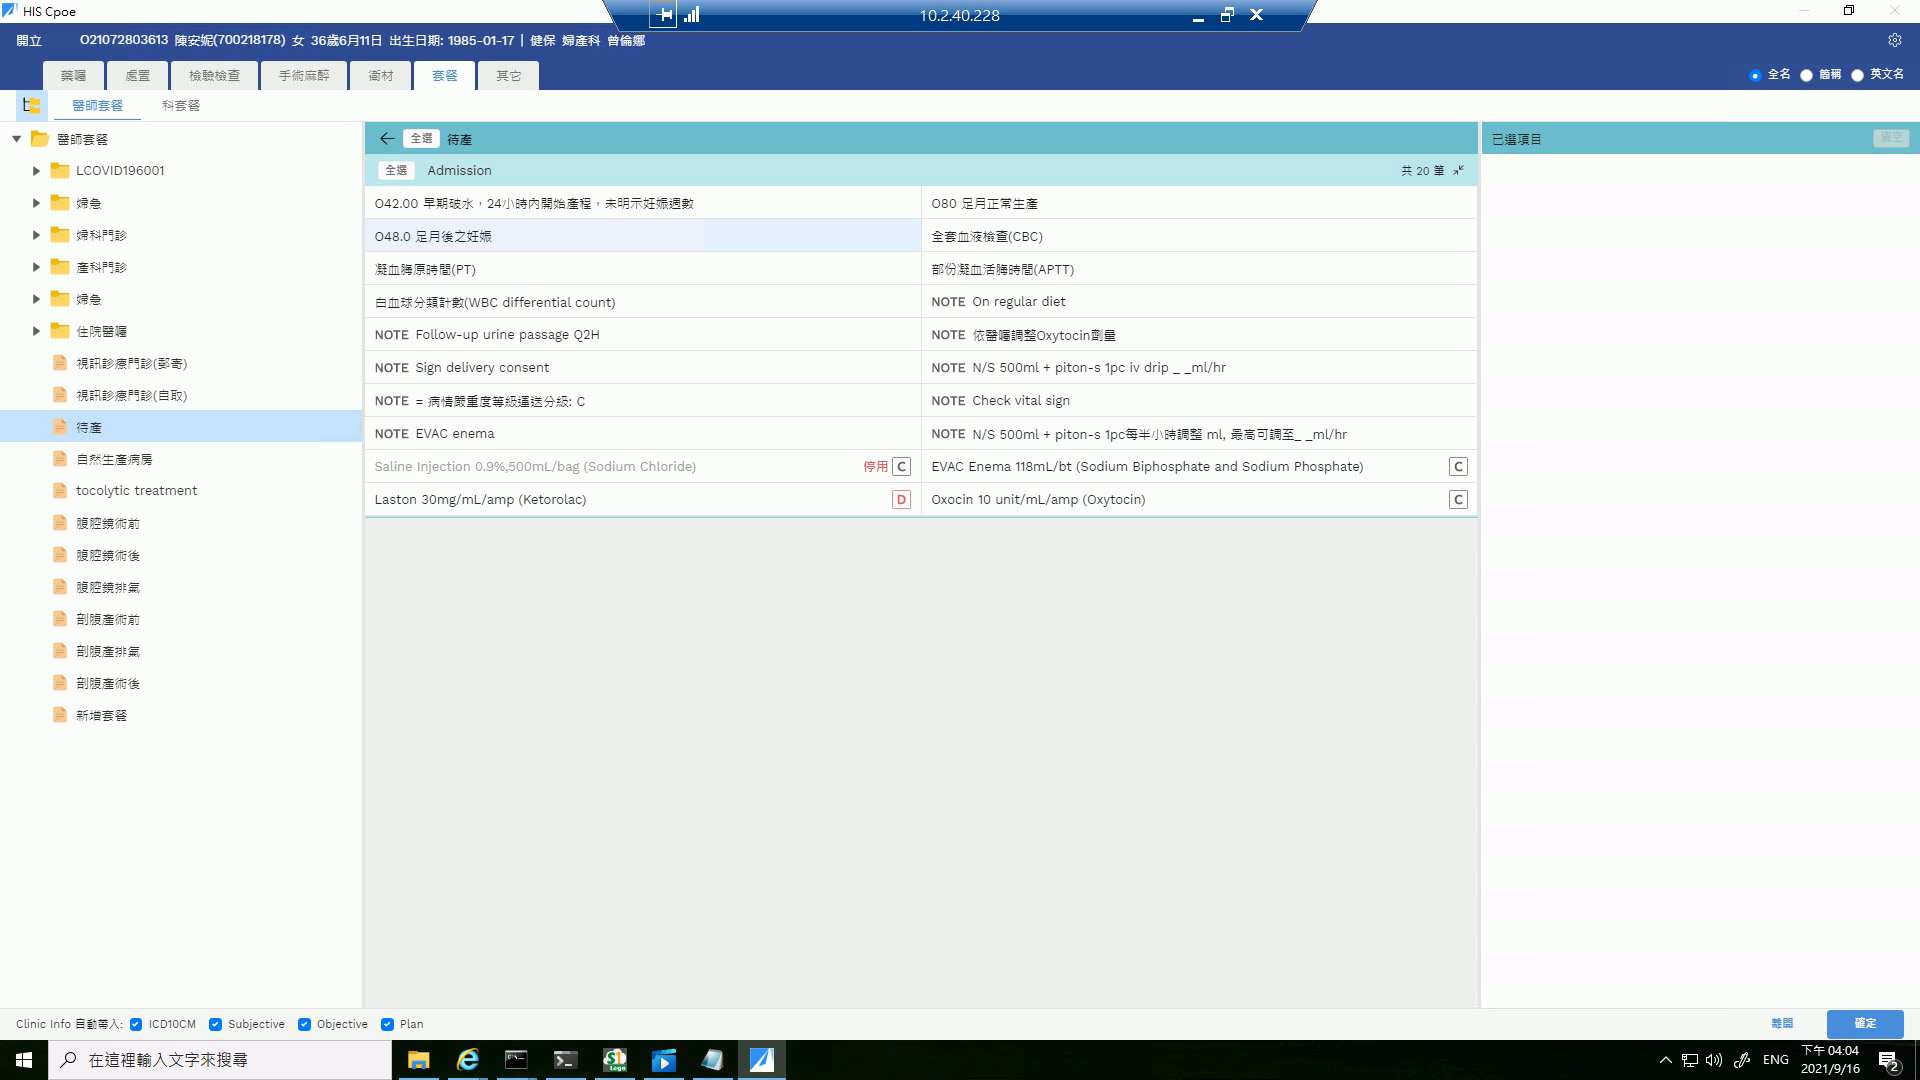 HIS Cpoe
10.2.40.228
開立 O21072803613 陳安妮(700218178) 女 36歲6月11日 出生日期: 1985-01-17 | 健保 婦產科 曾倫娜
藥囑 處置 檢驗檢查 手術麻醉 衛材 套餐 其它
全名 簡稱 英文名
醫師套餐 科套餐
醫師套餐
LCOVID196001
婦急
婦科門診
產科門診
婦急
住院醫囑
視訊診療門診(郵寄)
視訊診療門診(自取)
待產
自然生產病房
tocolytic treatment
腹腔鏡術前
腹腔鏡術後
腹腔鏡排氣
剖腹產術前
剖腹產排氣
剖腹產術後
新增套餐
全選 待產
全選 Admission 共 20 筆
O42.00 早期破水，24小時內開始產程，未明示妊娠週數
O80 足月正常生產
O48.0 足月後之妊娠
全套血液檢查(CBC)
凝血酶原時間(PT)
部份凝血活酶時間(APTT)
白血球分類計數(WBC differential count)
NOTE On regular diet
NOTE Follow-up urine passage Q2H
NOTE 依醫囑調整Oxytocin劑量
NOTE Sign delivery consent
NOTE N/S 500ml + piton-s 1pc iv drip _ _ml/hr
NOTE = 病情嚴重度等級運送分級: C
NOTE Check vital sign
NOTE EVAC enema
NOTE N/S 500ml + piton-s 1pc每半小時調整 ml, 最高可調至_ _ml/hr
Saline Injection 0.9%,500mL/bag (Sodium Chloride) 停用 C
EVAC Enema 118mL/bt (Sodium Biphosphate and Sodium Phosphate) C
Laston 30mg/mL/amp (Ketorolac) D
Oxocin 10 unit/mL/amp (Oxytocin) C
已選項目 清空
Clinic Info 自動帶入: ICD10CM Subjective Objective Plan
離開 確定
在這裡輸入文字來搜尋
ENG
下午 04:04
2021/9/16
2